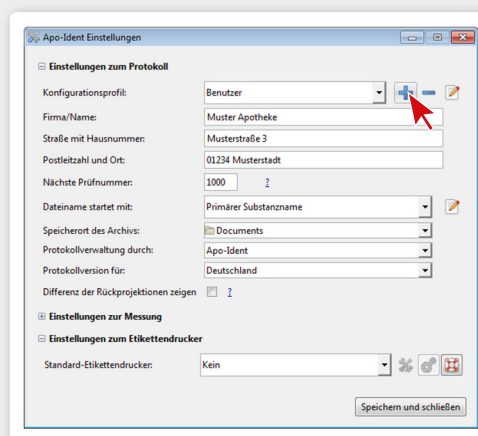 Apo-Ident Einstellungen
Einstellungen zum Protokoll
Konfigurationsprofil: Benutzer
Firma/Name: Muster Apotheke
Straße mit Hausnummer: Musterstraße 3
Postleitzahl und Ort: 01234 Musterstadt
Nächste Prüfnummer: 1000 ?
Dateiname startet mit: Primärer Substanzname
Speicherort des Archivs: Documents
Protokollverwaltung durch: Apo-Ident
Protokollversion für: Deutschland
Differenz der Rückprojektionen zeigen ?
Einstellungen zur Messung
Einstellungen zum Etikettendrucker
Standard-Etikettendrucker: Kein
Speichern und schließen